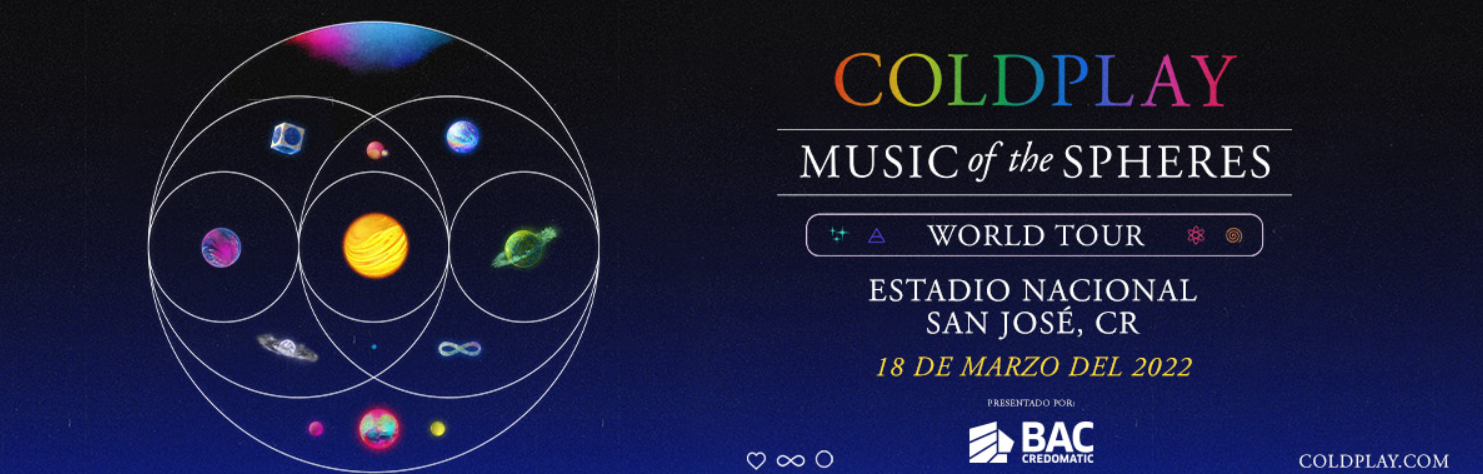 COLDPLAY
MUSIC of the SPHERES
WORLD TOUR
ESTADIO NACIONAL
SAN JOSÉ, CR
18 DE MARZO DEL 2022
PRESENTADO POR:
BAC
CREDOMATIC
COLDPLAY.COM